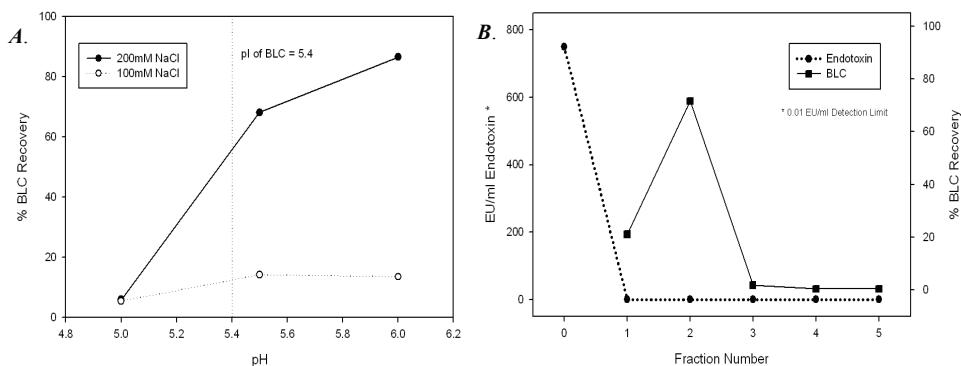 A.
% BLC Recovery
100
80
60
40
20
0
200mM NaCl
100mM NaCl
pI of BLC = 5.4
4.8 5.0 5.2 5.4 5.6 5.8 6.0 6.2
pH
B.
EU/ml Endotoxin *
800
600
400
200
0
Endotoxin
BLC
* 0.01 EU/ml Detection Limit
100
80
60
40
20
0
% BLC Recovery
0 1 2 3 4 5
Fraction Number